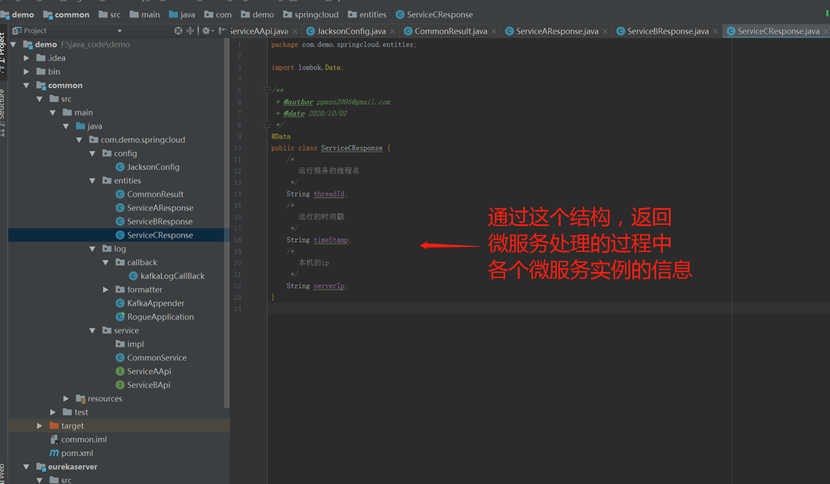 demo common src main java com demo springcloud entities ServiceCResponse
Project
ServiceAApi.java JacksonConfig.java CommonResult.java ServiceAResponse.java ServiceBResponse.java ServiceCResponse.java
demo F:\java_code\demo
.idea
bin
common
src
main
java
com.demo.springcloud
config
JacksonConfig
entities
CommonResult
ServiceAResponse
ServiceBResponse
ServiceCResponse
log
callback
kafkaLogCallBack
formatter
KafkaAppender
RogueApplication
service
impl
CommonService
ServiceAApi
ServiceBApi
resources
test
target
common.iml
pom.xml
eurekaserver
src
1 package com.demo.springcloud.entities;
2
3 import lombok.Data;
4
5 /**
6 * @author ppmsn2005@gmail.com
7 * @date 2020/10/02
8 */
9 @Data
10 public class ServiceCResponse {
11 /*
12 运行服务的线程名
13 */
14 String threadId;
15 /*
16 运行的时间戳
17 */
18 String timeStamp;
19 /*
20 本机的ip
21 */
22 String serverIp;
23 }
24
通过这个结构，返回
微服务处理的过程中
各个微服务实例的信息
Project
Z: Structure
Web